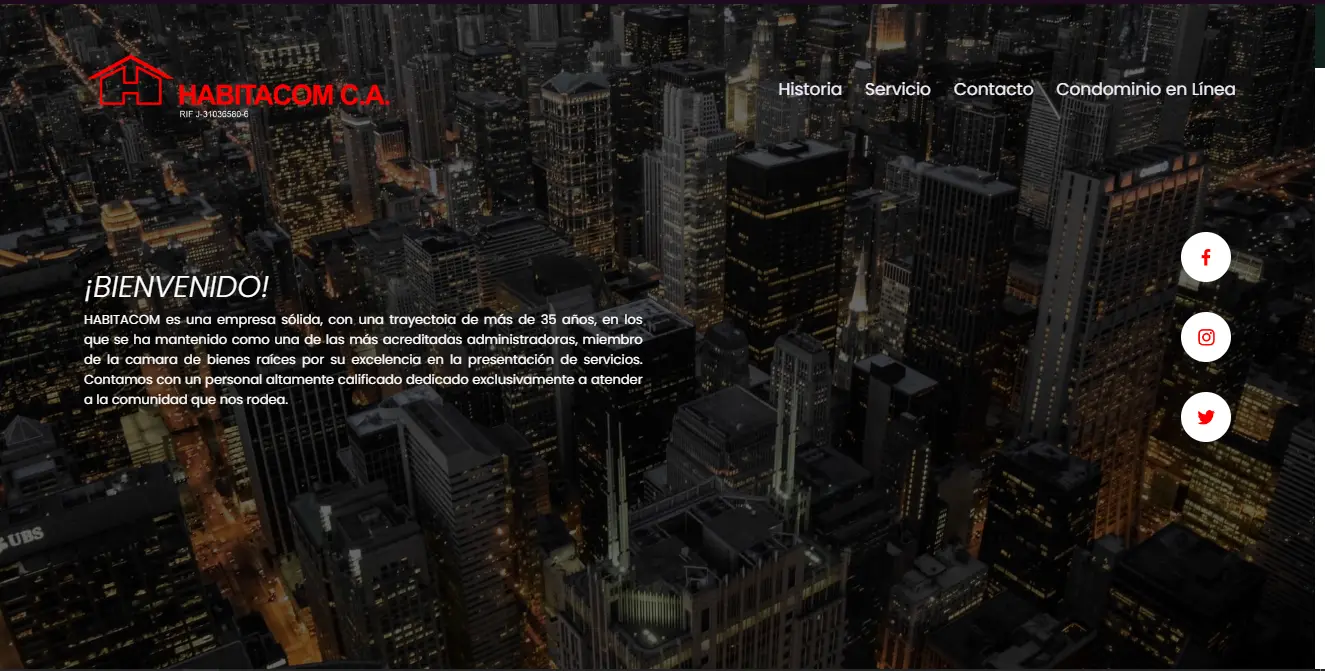 HABITACOM C.A.
RIF J-31036580-6
Historia Servicio Contacto Condominio en Línea
¡BIENVENIDO!
HABITACOM es una empresa sólida, con una trayectoia de más de 35 años, en los
que se ha mantenido como una de las más acreditadas administradoras, miembro
de la camara de bienes raíces por su excelencia en la presentación de servicios.
Contamos con un personal altamente calificado dedicado exclusivamente a atender
a la comunidad que nos rodea.
UBS